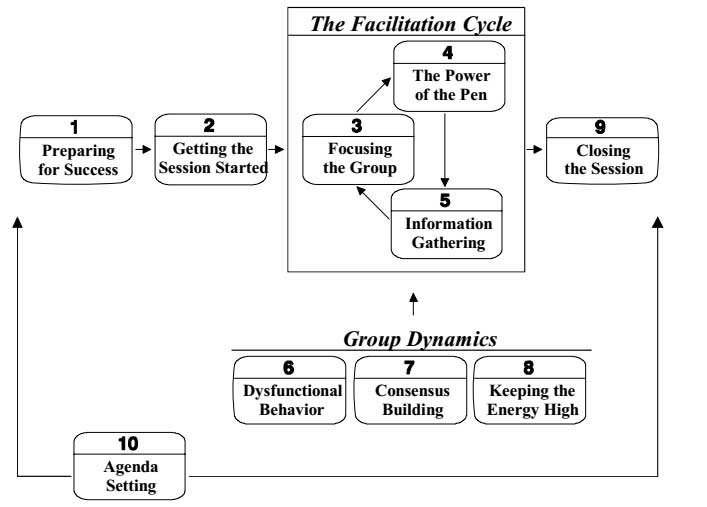 The Facilitation Cycle
4
The Power
of the Pen
1
Preparing
for Success
2
Getting the
Session Started
3
Focusing
the Group
5
Information
Gathering
9
Closing
the Session
Group Dynamics
6
Dysfunctional
Behavior
7
Consensus
Building
8
Keeping the
Energy High
10
Agenda
Setting